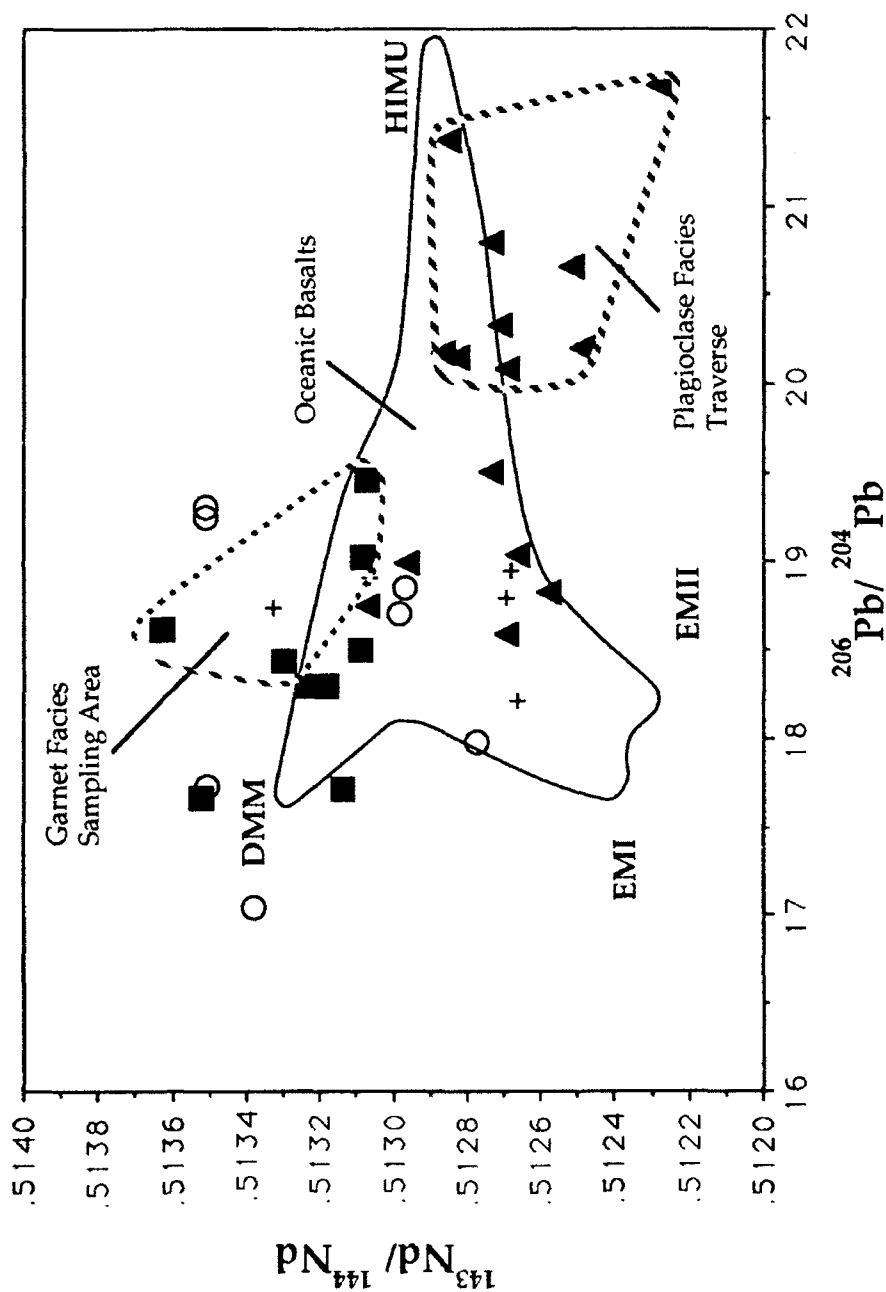 .5140
.5138
.5136
.5134
.5132
.5130
.5128
.5126
.5124
.5122
.5120
143Nd/ 144Nd
Garnet Facies
Sampling Area
DMM
Oceanic Basalts
HIMU
EMI
EMII
Plagioclase Facies
Traverse
16
17
18
19
20
21
22
206Pb/ 204Pb